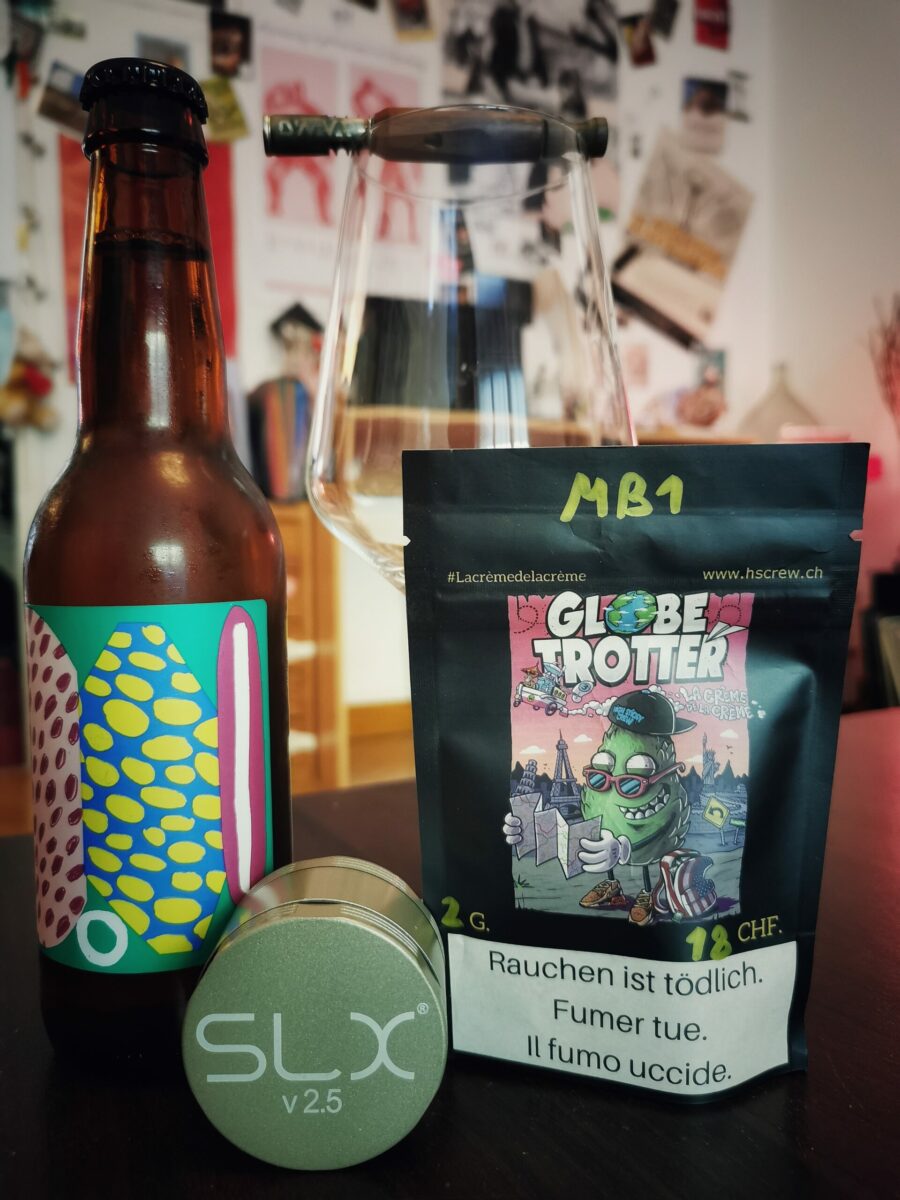 DYNAVAP
MB1
#Lacrèmedelacrème
www.hscrew.ch
GLOBE
TROTTER
LA CRÈME
DE LA CRÈME
2 G.
18 CHF.
Rauchen ist tödlich.
Fumer tue.
Il fumo uccide.
SLX®
v2.5